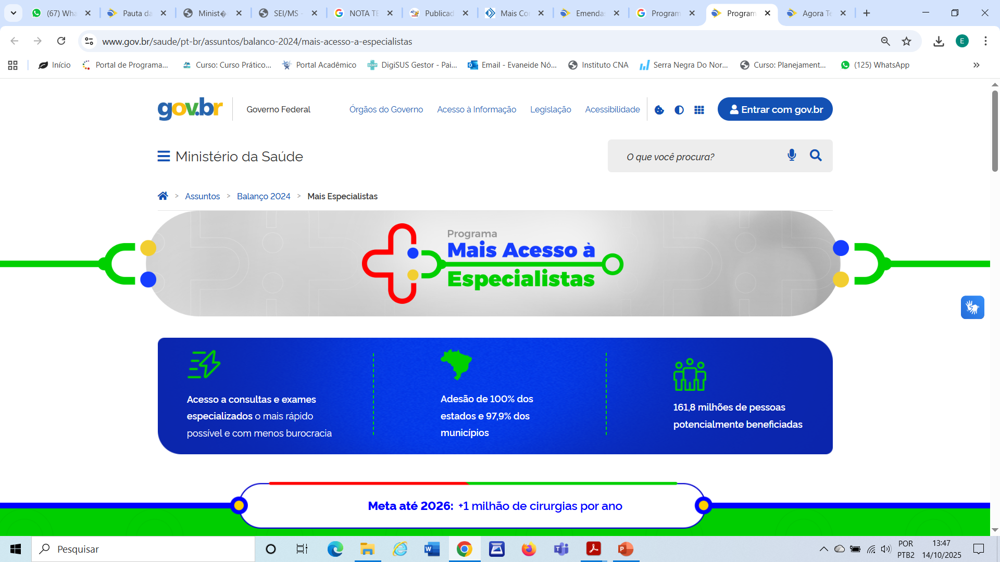 (67) Wha
Pauta da
Minist�
SEI/MS -
NOTA TÉ
Publicad
Mais Co
Emendas
Program
Program
Agora Te
www.gov.br/saude/pt-br/assuntos/balanco-2024/mais-acesso-a-especialistas
E
Início
Portal de Programa...
Curso: Curso Prático...
Portal Acadêmico
DigiSUS Gestor - Pai...
Email - Evaneide Nó...
Instituto CNA
Serra Negra Do Nor...
Curso: Planejament...
(125) WhatsApp
gov.br
Governo Federal
Órgãos do Governo
Acesso à Informação
Legislação
Acessibilidade
Entrar com gov.br
Ministério da Saúde
O que você procura?
> Assuntos > Balanço 2024 > Mais Especialistas
Programa
Mais Acesso à
Especialistas
Acesso a consultas e exames
especializados o mais rápido
possível e com menos burocracia
Adesão de 100% dos
estados e 97,9% dos
municípios
161,8 milhões de pessoas
potencialmente beneficiadas
Meta até 2026: +1 milhão de cirurgias por ano
Pesquisar
POR
PTB2
13:47
14/10/2025